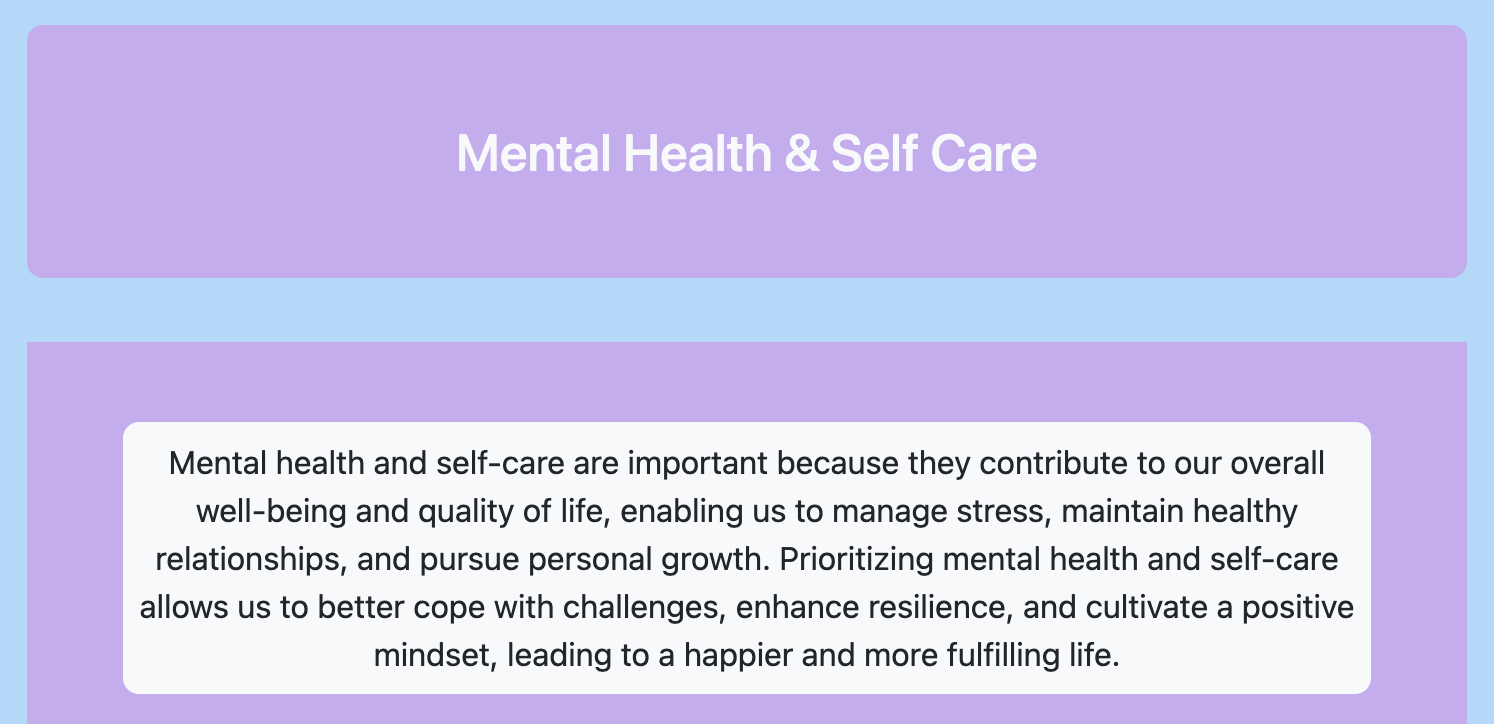 Mental Health & Self Care
Mental health and self-care are important because they contribute to our overall
well-being and quality of life, enabling us to manage stress, maintain healthy
relationships, and pursue personal growth. Prioritizing mental health and self-care
allows us to better cope with challenges, enhance resilience, and cultivate a positive
mindset, leading to a happier and more fulfilling life.